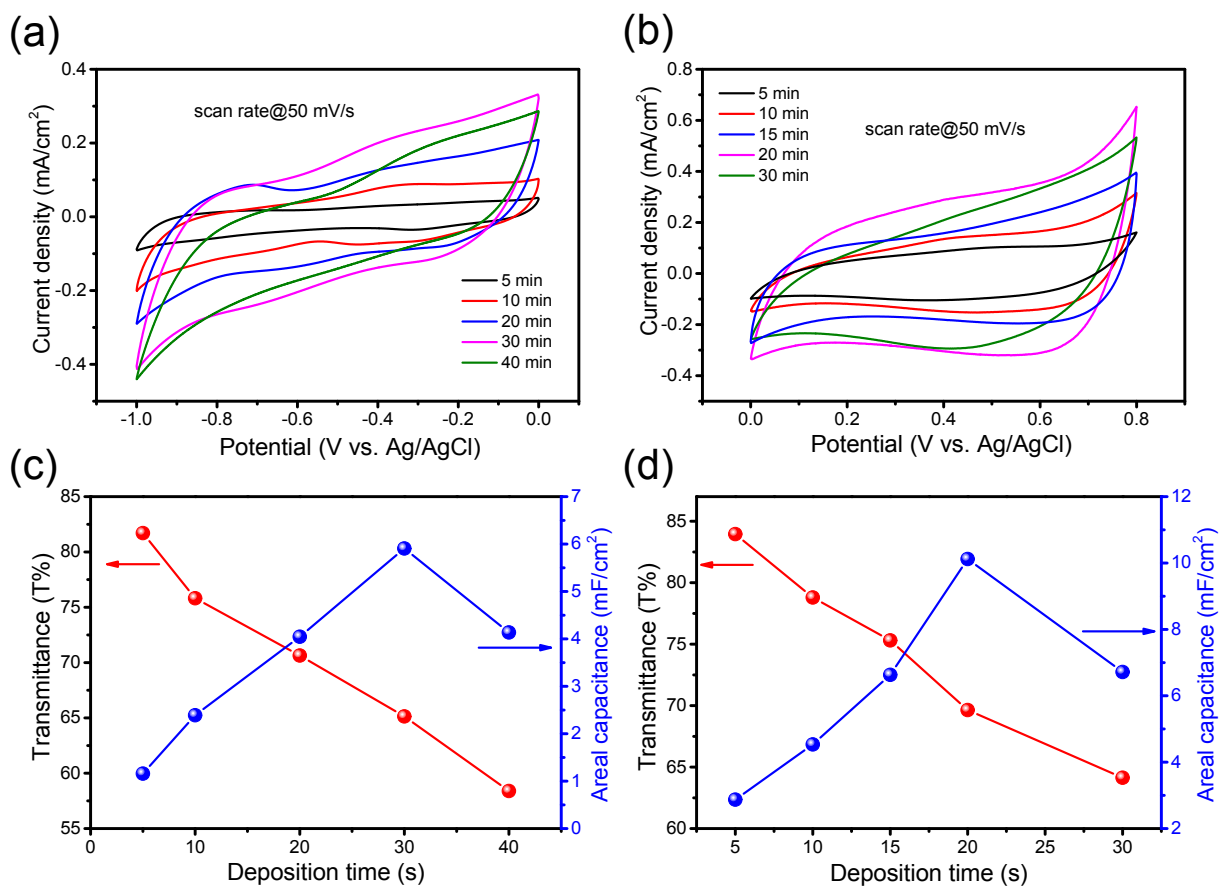 (a)
0.4
0.2
0.0
-0.2
-0.4
Current density (mA/cm²)
scan rate@50 mV/s
5 min
10 min
20 min
30 min
40 min
-1.0 -0.8 -0.6 -0.4 -0.2 0.0
Potential (V vs. Ag/AgCl)
(b)
0.8
0.6
0.4
0.2
0.0
-0.2
-0.4
Current density (mA/cm²)
5 min
10 min
15 min
20 min
30 min
scan rate@50 mV/s
0.0 0.2 0.4 0.6 0.8
Potential (V vs. Ag/AgCl)
(c)
85
80
75
70
65
60
55
Transmittance (T%)
7
6
5
4
3
2
1
0
Areal capacitance (mF/cm²)
0 10 20 30 40
Deposition time (s)
(d)
85
80
75
70
65
60
Transmittance (T%)
12
10
8
6
4
2
Areal capacitance (mF/cm²)
5 10 15 20 25 30
Deposition time (s)